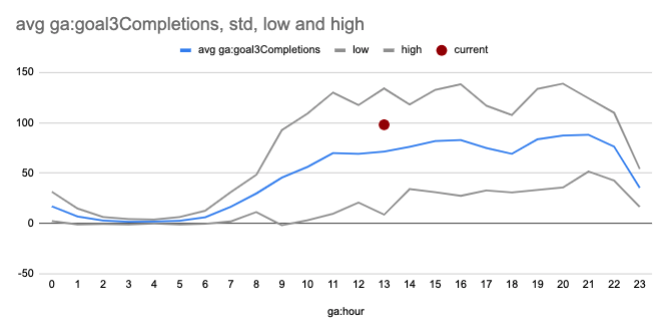 avg ga:goal3Completions, std, low and high
avg ga:goal3Completions low high current
150
100
50
0
-50
0 1 2 3 4 5 6 7 8 9 10 11 12 13 14 15 16 17 18 19 20 21 22 23
ga:hour